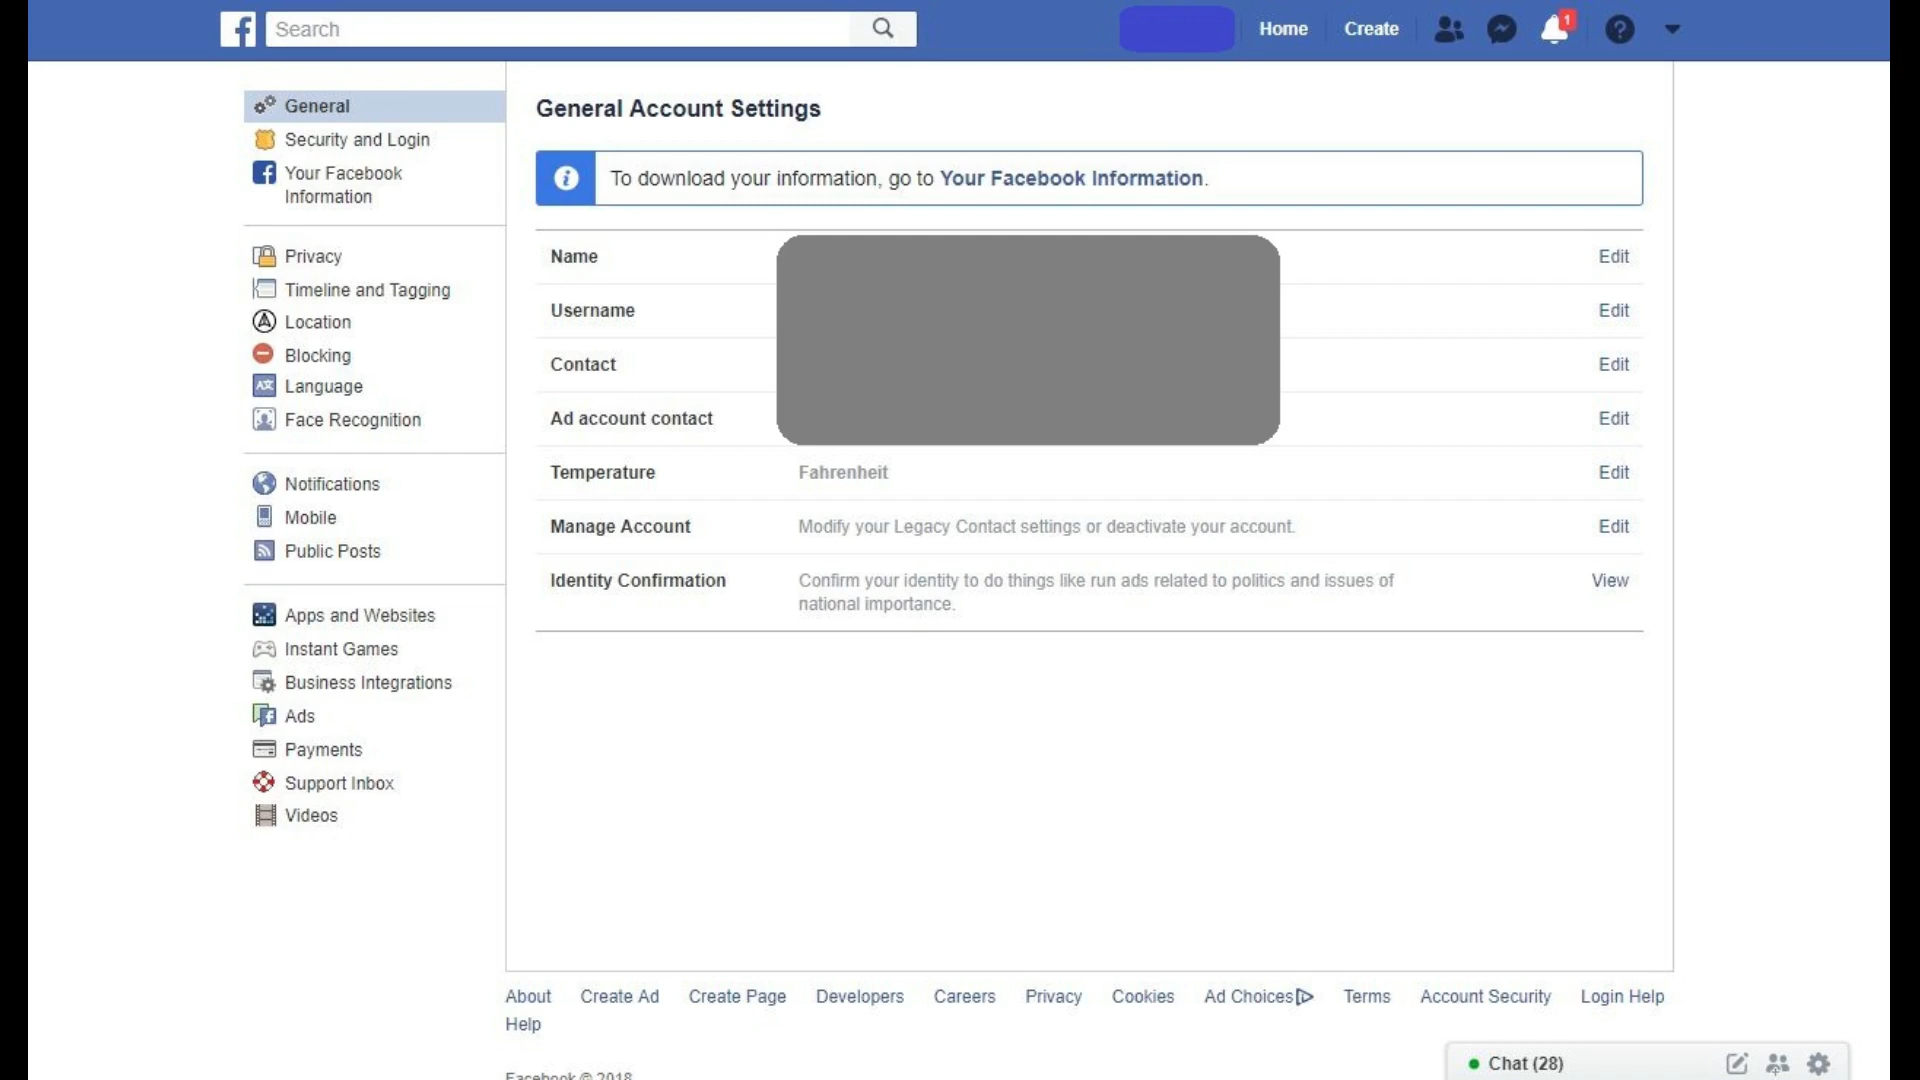 Search
Home
Create
1
General
Security and Login
Your Facebook
Information
Privacy
Timeline and Tagging
Location
Blocking
Language
Face Recognition
Notifications
Mobile
Public Posts
Apps and Websites
Instant Games
Business Integrations
Ads
Payments
Support Inbox
Videos
General Account Settings
To download your information, go to Your Facebook Information.
Name Edit
Username Edit
Contact Edit
Ad account contact Edit
Temperature Fahrenheit Edit
Manage Account Modify your Legacy Contact settings or deactivate your account. Edit
Identity Confirmation Confirm your identity to do things like run ads related to politics and issues of View
national importance.
About Create Ad Create Page Developers Careers Privacy Cookies Ad Choices Terms Account Security Login Help
Help
Facebook © 2018
Chat (28)